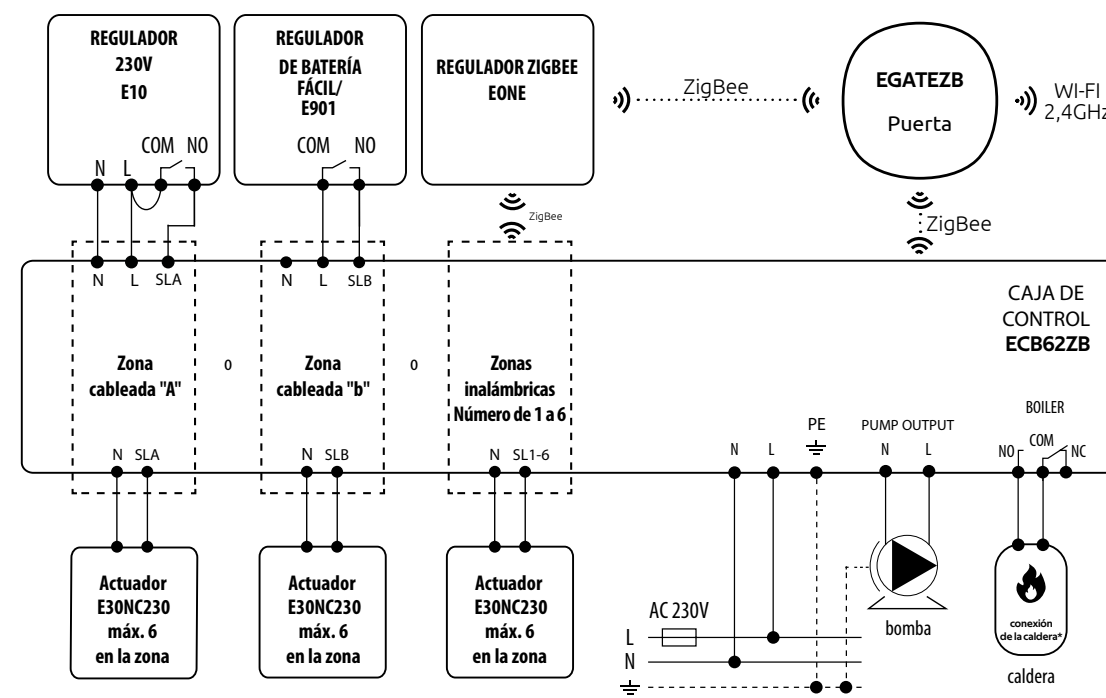 REGULADOR
230V
E10
COM NO
N L
REGULADOR
DE BATERÍA
FÁCIL/
E901
COM NO
REGULADOR ZIGBEE
EONE
ZigBee
ZigBee
EGATEZB
Puerta
WI-FI
2,4GHz
ZigBee
N L SLA
N L SLB
CAJA DE
CONTROL
ECB62ZB
Zona
cableada "A"
o
Zona
cableada "b"
o
Zonas
inalámbricas
Número de 1 a 6
N SLA
N SLB
N SL1-6
N L
PE
PUMP OUTPUT
N L
BOILER
NO COM NC
Actuador
E30NC230
máx. 6
en la zona
Actuador
E30NC230
máx. 6
en la zona
Actuador
E30NC230
máx. 6
en la zona
AC 230V
L
N
bomba
conexión
de la caldera*
caldera